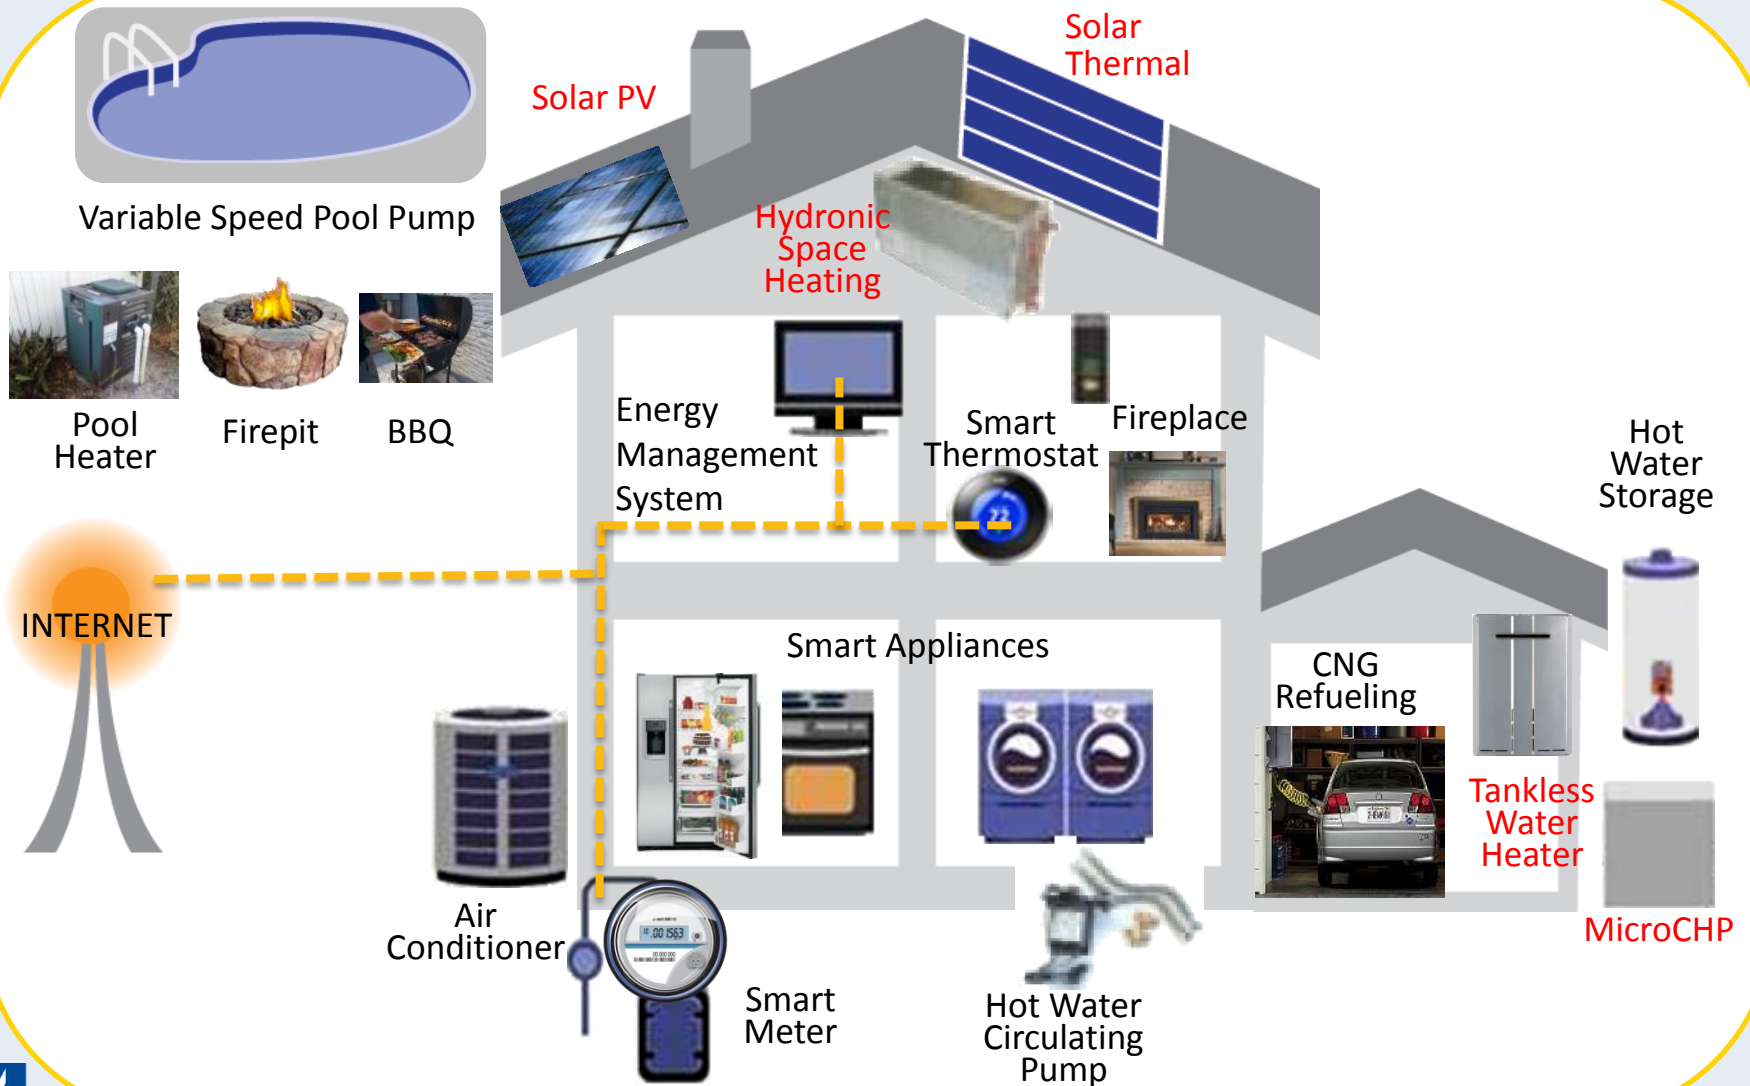 Solar
Thermal
Solar PV
Variable Speed Pool Pump
Hydronic
Space
Heating
Pool
Heater
Firepit
BBQ
Energy
Management
System
Smart
Thermostat
Fireplace
72
Hot
Water
Storage
INTERNET
Smart Appliances
CNG
Refueling
Tankless
Water
Heater
MicroCHP
Air
Conditioner
.001563
Smart
Meter
Hot Water
Circulating
Pump